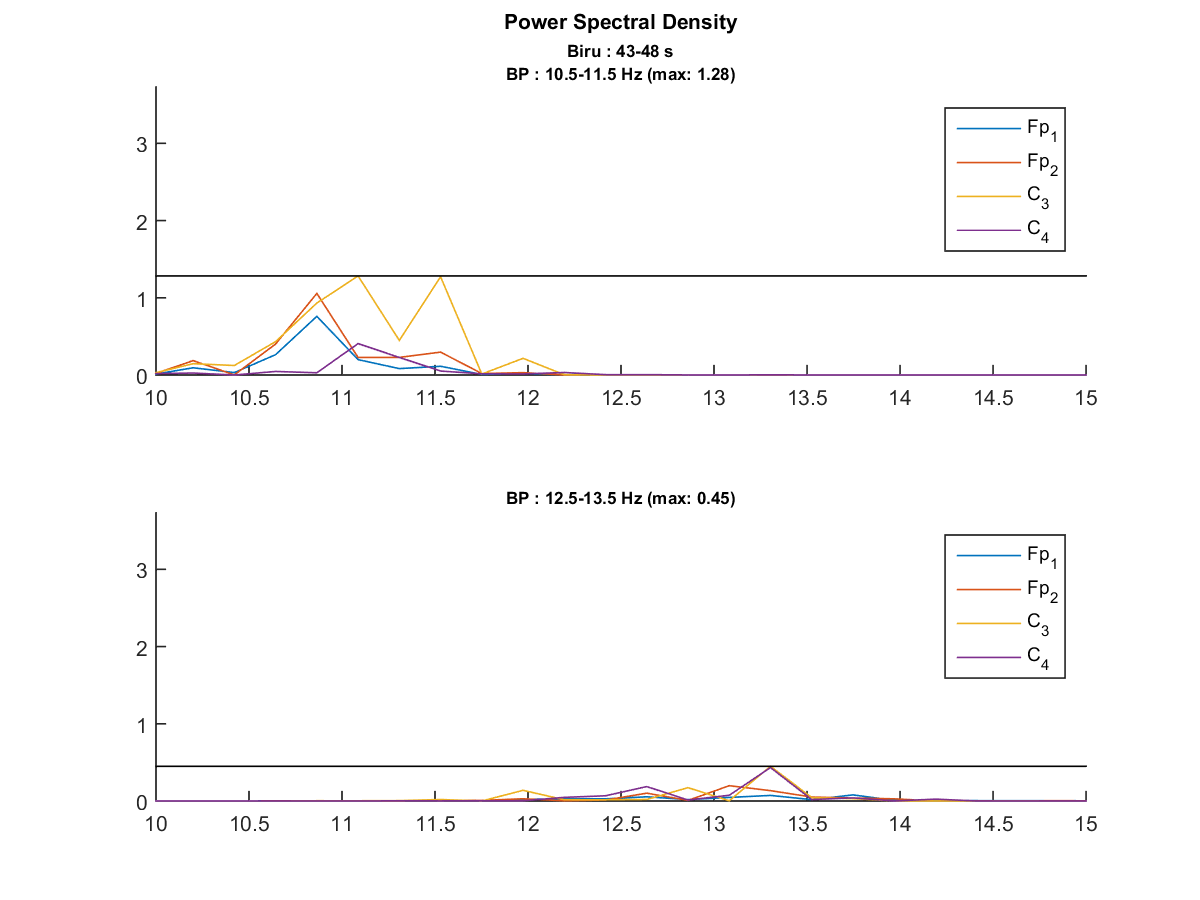 Power Spectral Density
Biru : 43-48 s
BP : 10.5-11.5 Hz (max: 1.28)
3
2
1
0
10 10.5 11 11.5 12 12.5 13 13.5 14 14.5 15
Fp1
Fp2
C3
C4
BP : 12.5-13.5 Hz (max: 0.45)
3
2
1
0
10 10.5 11 11.5 12 12.5 13 13.5 14 14.5 15
Fp1
Fp2
C3
C4